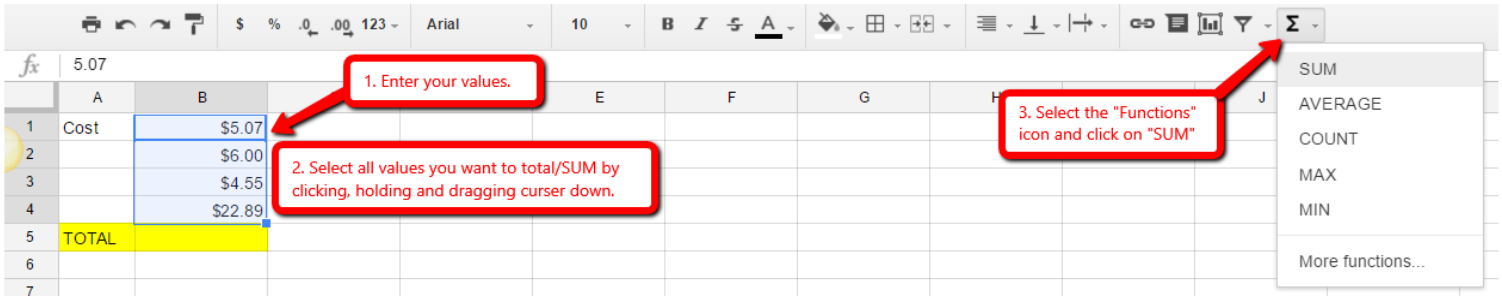 $ % .0 .00 123 Arial 10 B I S A Σ
fx 5.07
1. Enter your values.
SUM
AVERAGE
COUNT
MAX
MIN
More functions...
A B E F G H J
1 Cost $5.07
2 $6.00
3 $4.55
4 $22.89
5 TOTAL
6
7
2. Select all values you want to total/SUM by
clicking, holding and dragging curser down.
3. Select the "Functions"
icon and click on "SUM"